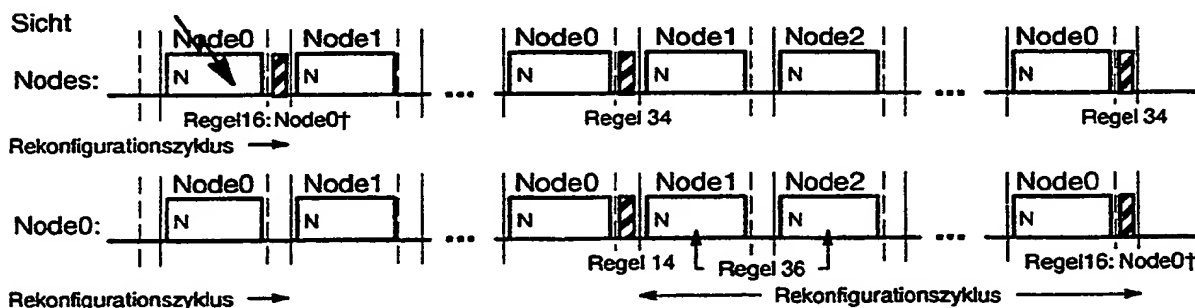 Sicht
Node0 Node1 Node0 Node1 Node2 Node0
Nodes: N N ... N N N ... N
Regel16: Node0† Regel 34 Regel 34
Rekonfigurationszyklus →
Node0 Node1 Node0 Node1 Node2 Node0
Node0: N N ... N N N ... N
Regel 14 Regel 36 Regel16: Node0†
Rekonfigurationszyklus → ← Rekonfigurationszyklus →